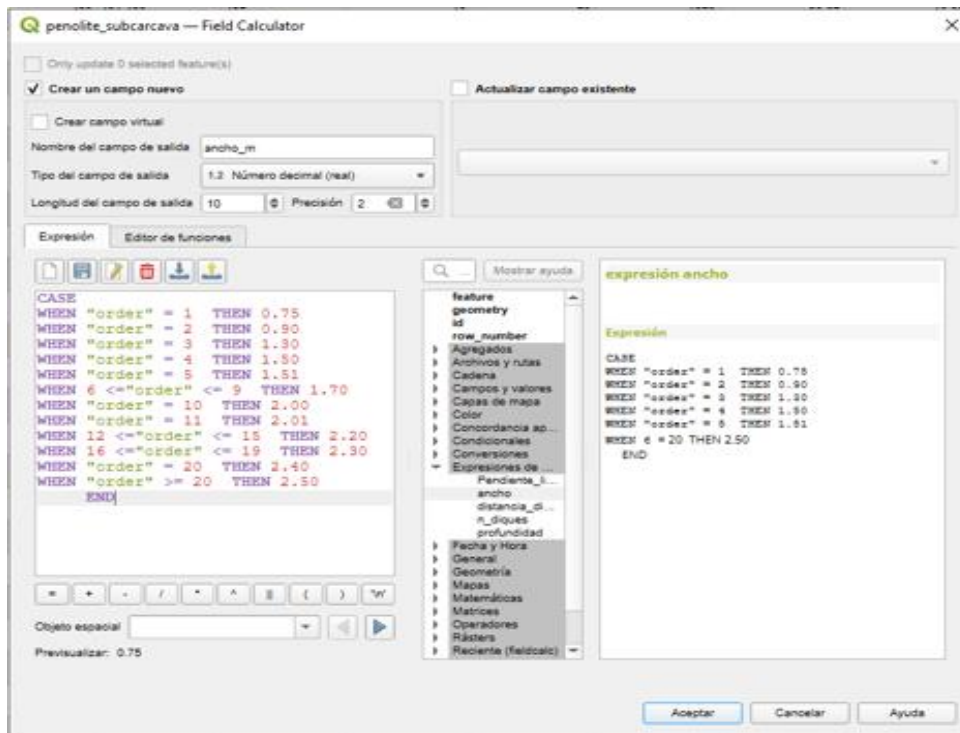 penolite_subcarcava — Field Calculator
Only update 0 selected feature(s)
Crear un campo nuevo
Actualizar campo existente
Crear campo virtual
Nombre del campo de salida ancho_m
Tipo del campo de salida 1.2 Número decimal (real)
Longitud del campo de salida 10 Precisión 2
Expresión Editor de funciones
CASE
WHEN "order" = 1 THEN 0.75
WHEN "order" = 2 THEN 0.90
WHEN "order" = 3 THEN 1.30
WHEN "order" = 4 THEN 1.50
WHEN "order" = 5 THEN 1.51
WHEN 6 <="order" <= 9 THEN 1.70
WHEN "order" = 10 THEN 2.00
WHEN "order" = 11 THEN 2.01
WHEN 12 <="order" <= 15 THEN 2.20
WHEN 16 <="order" <= 19 THEN 2.30
WHEN "order" = 20 THEN 2.40
WHEN "order" >= 20 THEN 2.50
END
= + - / * ^ || ( ) '\n'
Objeto espacial
Previsualizar: 0.75
... Mostrar ayuda
feature
geometry
id
row_number
Agregados
Archivos y rutas
Cadena
Campos y valores
Capas de mapa
Color
Concordancia ap...
Condicionales
Conversiones
Expresiones de ...
Pendiente_li...
ancho
distancia_di...
n_diques
profundidad
Fecha y Hora
General
Geometría
Mapas
Matemáticas
Matrices
Operadores
Rásters
Reciente (fieldcalc)
expresión ancho
Expresión
CASE
WHEN "order" = 1 THEN 0.75
WHEN "order" = 2 THEN 0.90
WHEN "order" = 3 THEN 1.30
WHEN "order" = 4 THEN 1.50
WHEN "order" = 5 THEN 1.51
WHEN 6 =20 THEN 2.50
END
Aceptar Cancelar Ayuda